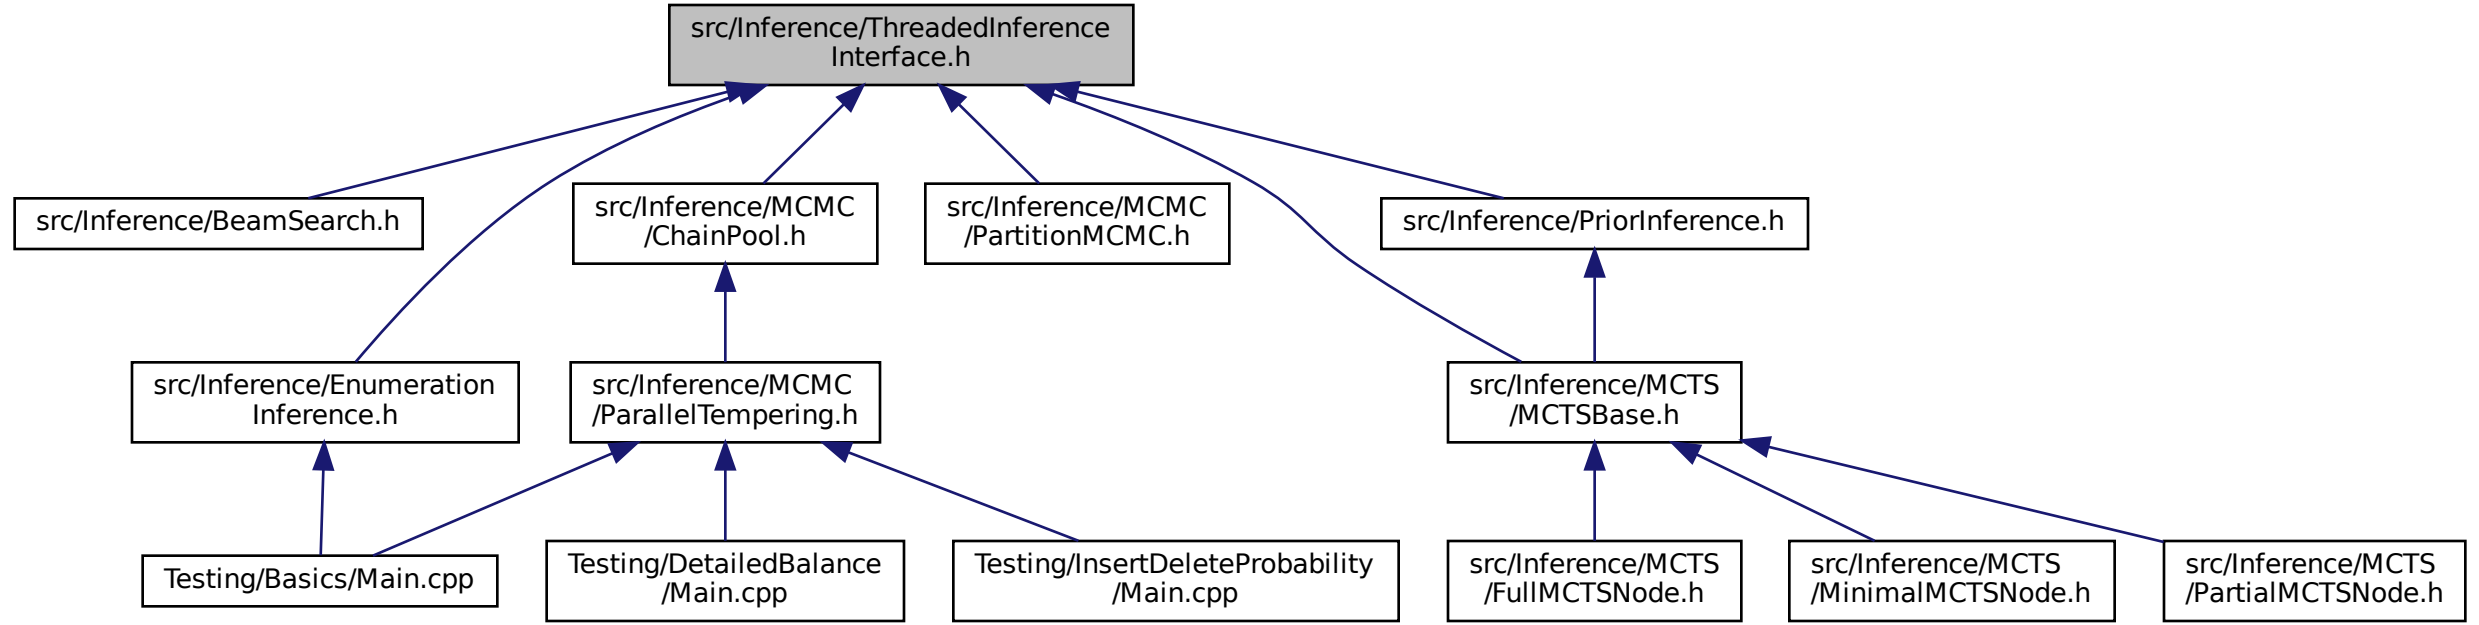 src/Inference/ThreadedInference
Interface.h
src/Inference/BeamSearch.h
src/Inference/MCMC
/ChainPool.h
src/Inference/MCMC
/PartitionMCMC.h
src/Inference/PriorInference.h
src/Inference/Enumeration
Inference.h
src/Inference/MCMC
/ParallelTempering.h
src/Inference/MCTS
/MCTSBase.h
Testing/Basics/Main.cpp
Testing/DetailedBalance
/Main.cpp
Testing/InsertDeleteProbability
/Main.cpp
src/Inference/MCTS
/FullMCTSNode.h
src/Inference/MCTS
/MinimalMCTSNode.h
src/Inference/MCTS
/PartialMCTSNode.h